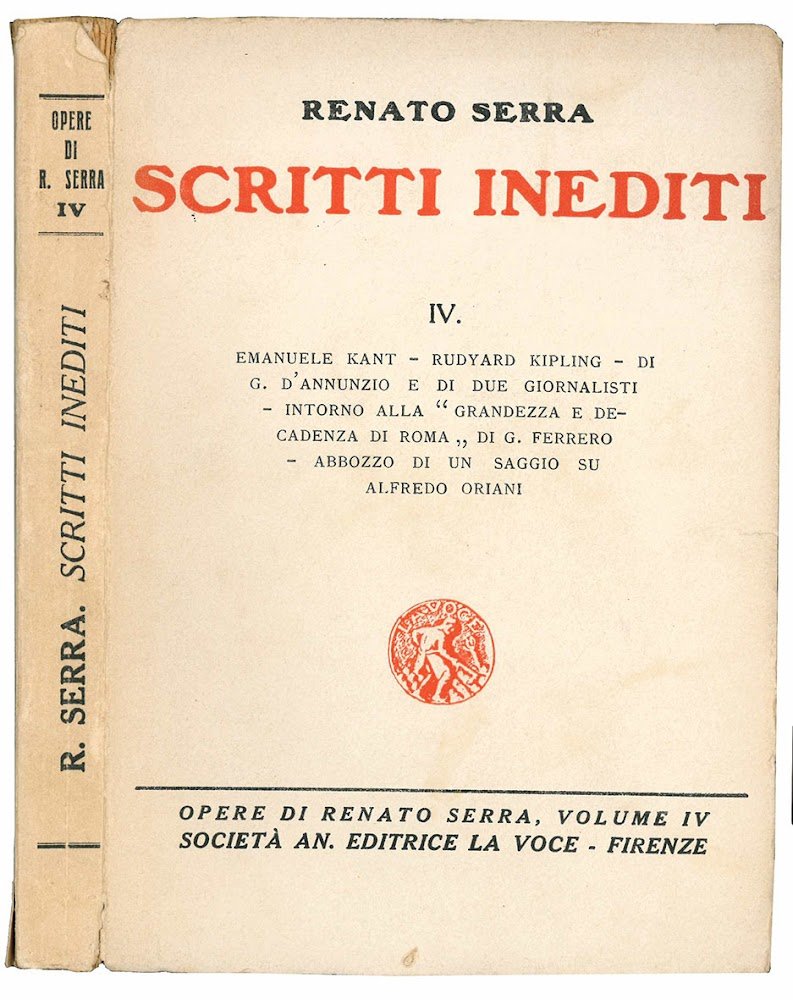 OPERE
DI
R. SERRA
IV
R. SERRA. SCRITTI INEDITI
RENATO SERRA
SCRITTI INEDITI
IV.
EMANUELE KANT – RUDYARD KIPLING – DI
G. D'ANNUNZIO E DI DUE GIORNALISTI
– INTORNO ALLA “ GRANDEZZA E DE-
CADENZA DI ROMA „ DI G. FERRERO
– ABBOZZO DI UN SAGGIO SU
ALFREDO ORIANI
LA VOCE
OPERE DI RENATO SERRA, VOLUME IV
SOCIETÀ AN. EDITRICE LA VOCE - FIRENZE